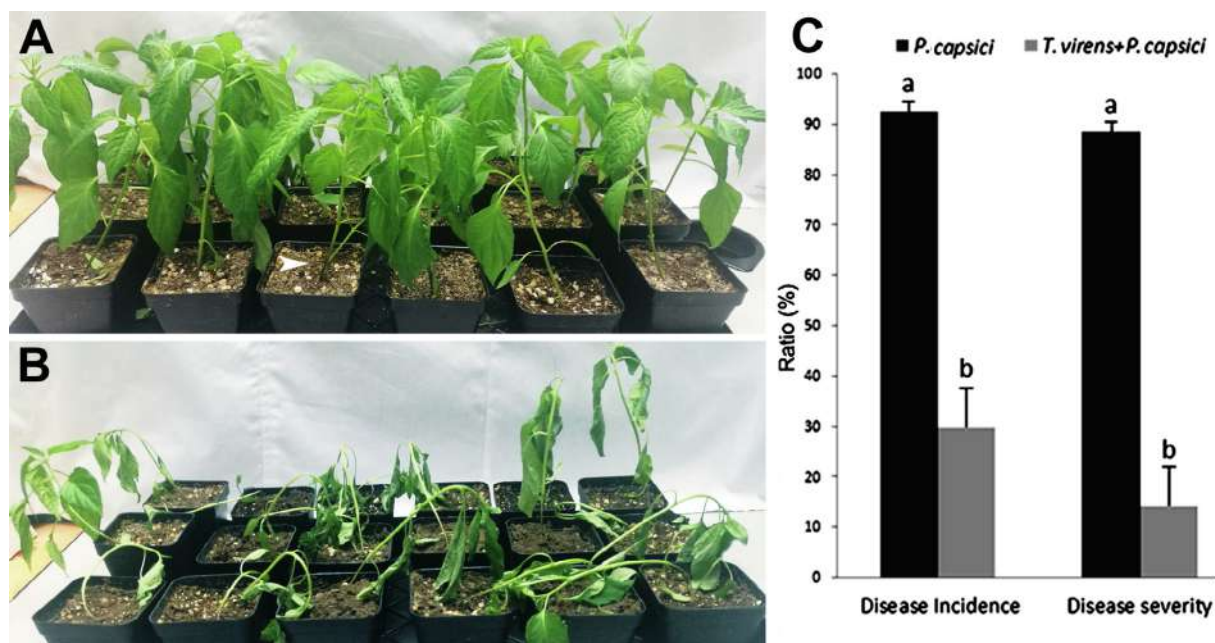 A
B
C
P. capsici T. virens+P. capsici
Ratio (%)
100
90
80
70
60
50
40
30
20
10
0
a
b
a
b
Disease Incidence Disease severity